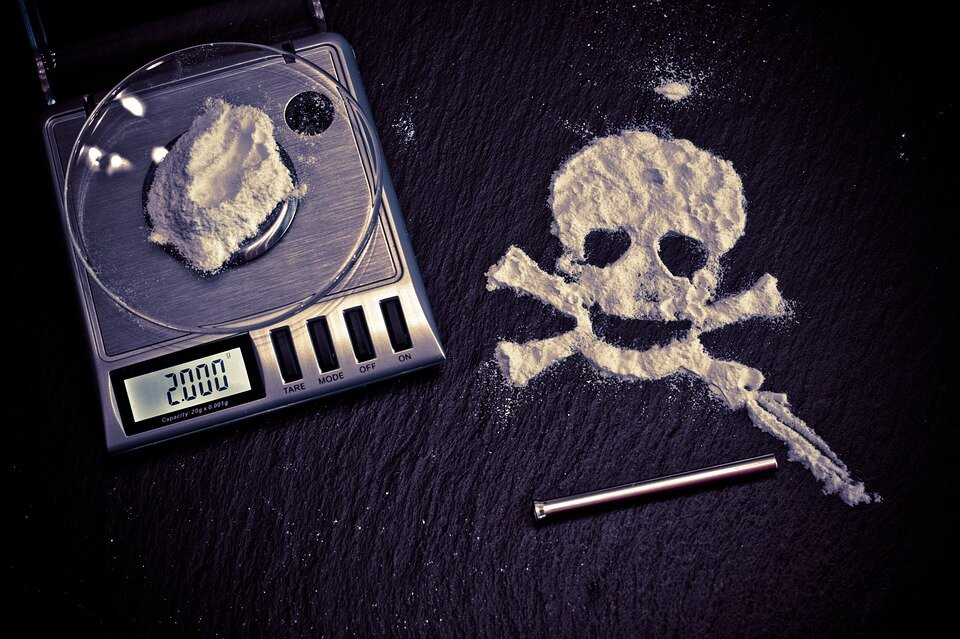 2.000 g
Capacity: 20g x 0.001g
TARE MODE OFF ON